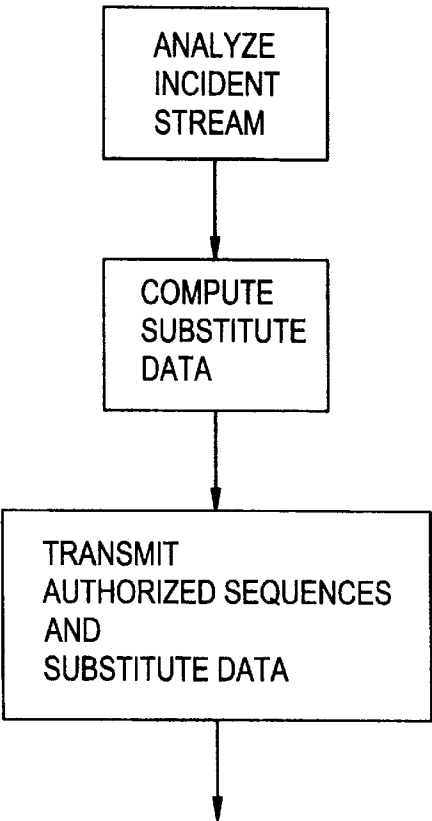 ANALYZE
INCIDENT
STREAM
COMPUTE
SUBSTITUTE
DATA
TRANSMIT
AUTHORIZED SEQUENCES
AND
SUBSTITUTE DATA